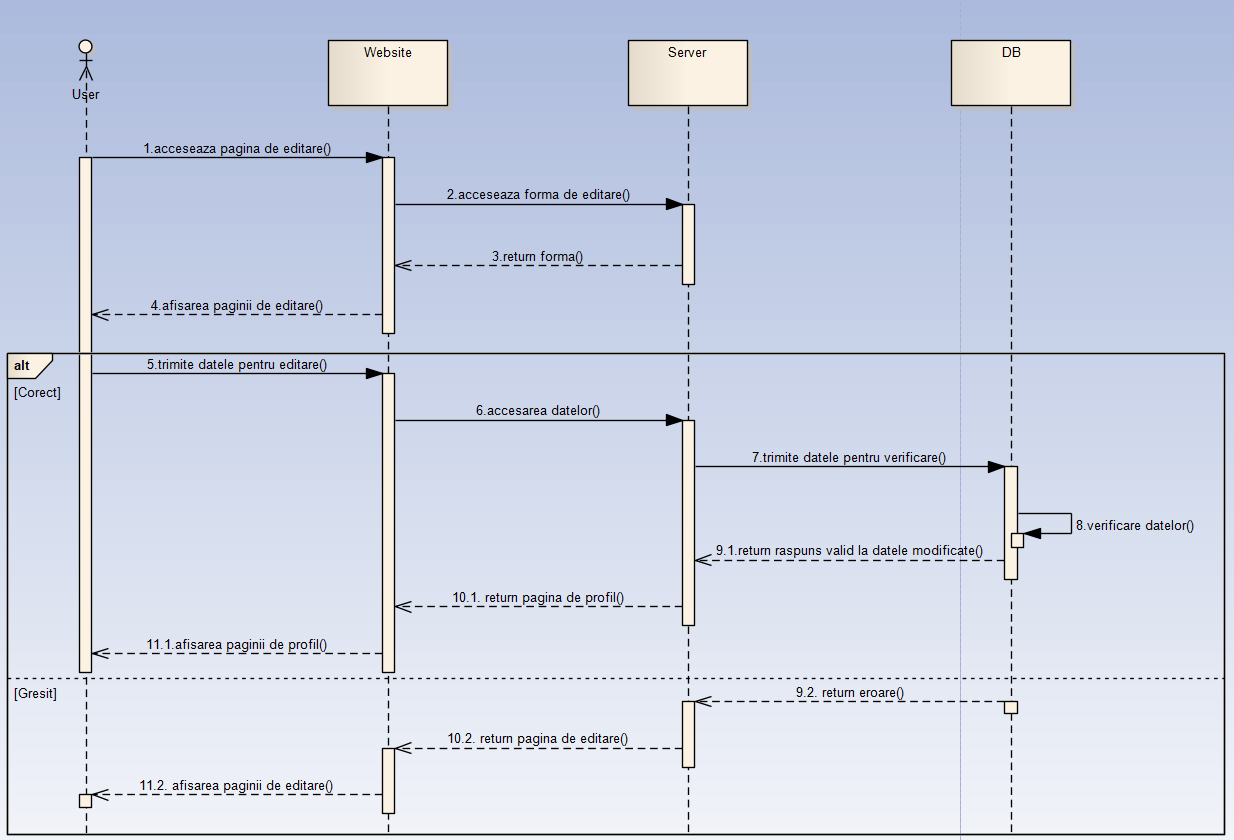 User
Website
Server
DB
1.acceseaza pagina de editare()
2.acceseaza forma de editare()
3.return forma()
4.afisarea paginii de editare()
alt
[Corect]
5.trimite datele pentru editare()
6.accesarea datelor()
7.trimite datele pentru verificare()
8.verificare datelor()
9.1.return raspuns valid la datele modificate()
10.1. return pagina de profil()
11.1.afisarea paginii de profil()
[Gresit]
9.2. return eroare()
10.2. return pagina de editare()
11.2. afisarea paginii de editare()